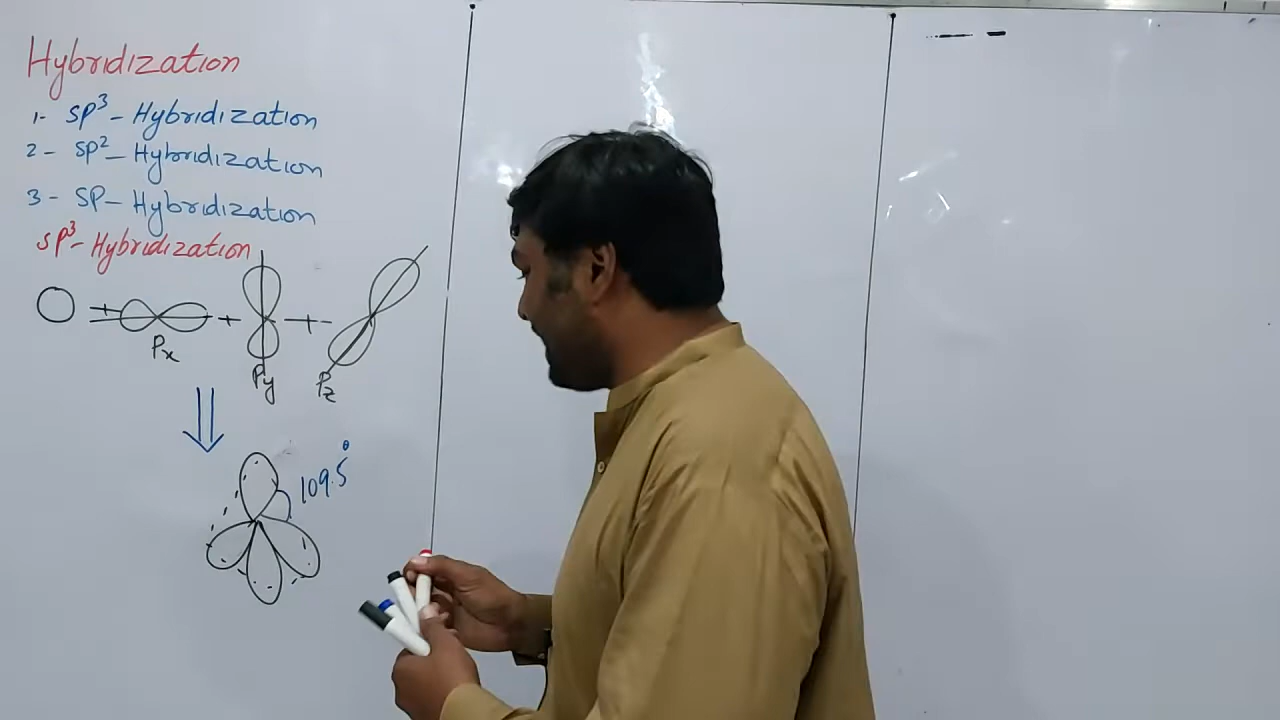 Hybridization
1- sp³ - Hybridization
2 - sp² - Hybridization
3 - SP - Hybridization
sp³ - Hybridization
+ + +
Px Py Pz
109.5°